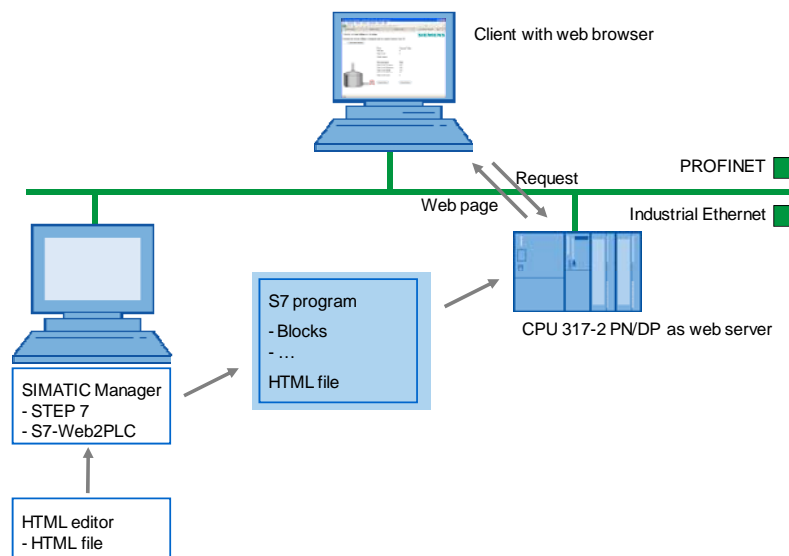 Client with web browser
SIEMENS
PROFINET
Request
Web page
Industrial Ethernet
S7 program
- Blocks
- ...
HTML file
CPU 317-2 PN/DP as web server
SIMATIC Manager
- STEP 7
- S7-Web2PLC
HTML editor
- HTML file